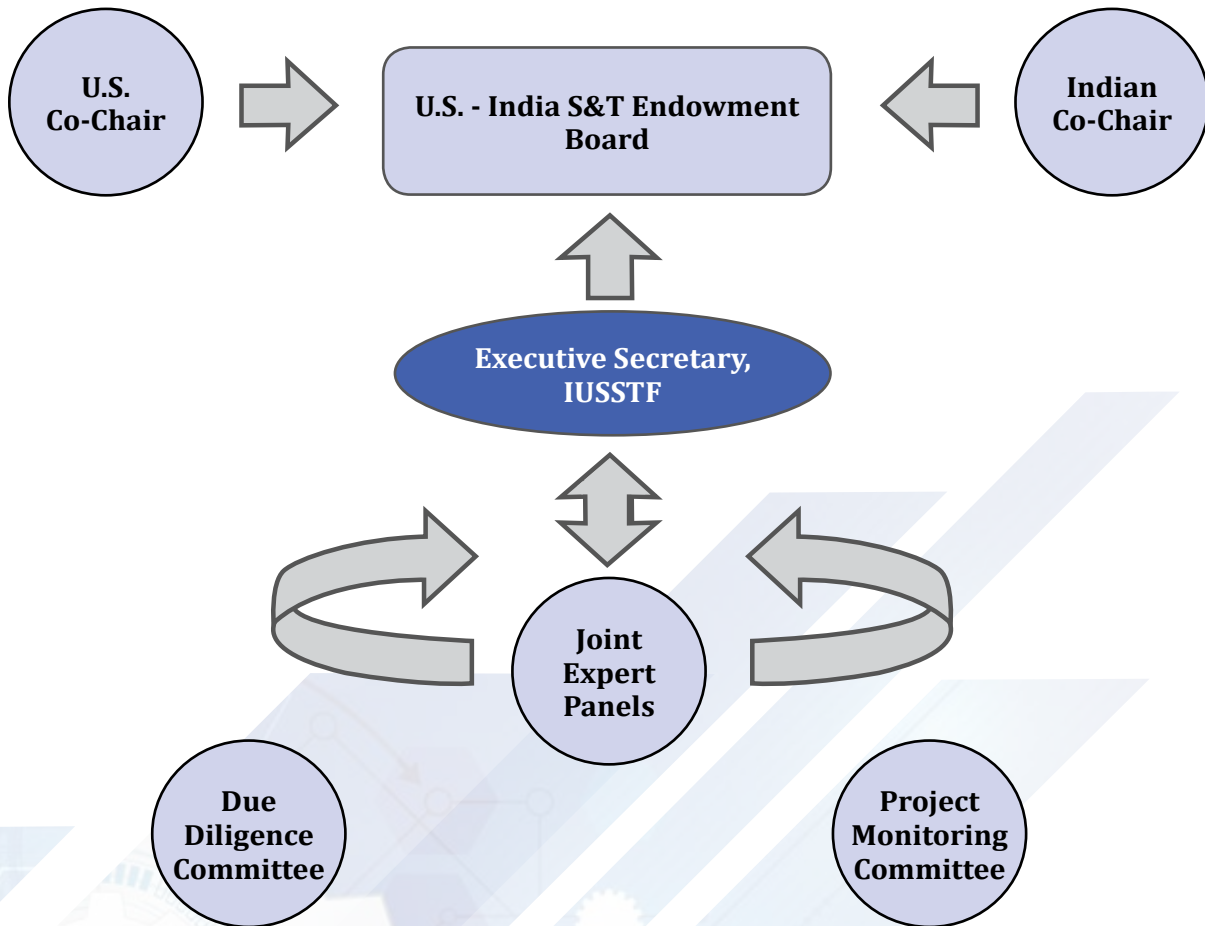 U.S.
Co-Chair
U.S. - India S&T Endowment
Board
Indian
Co-Chair
Executive Secretary,
IUSSTF
Joint
Expert
Panels
Due
Diligence
Committee
Project
Monitoring
Committee